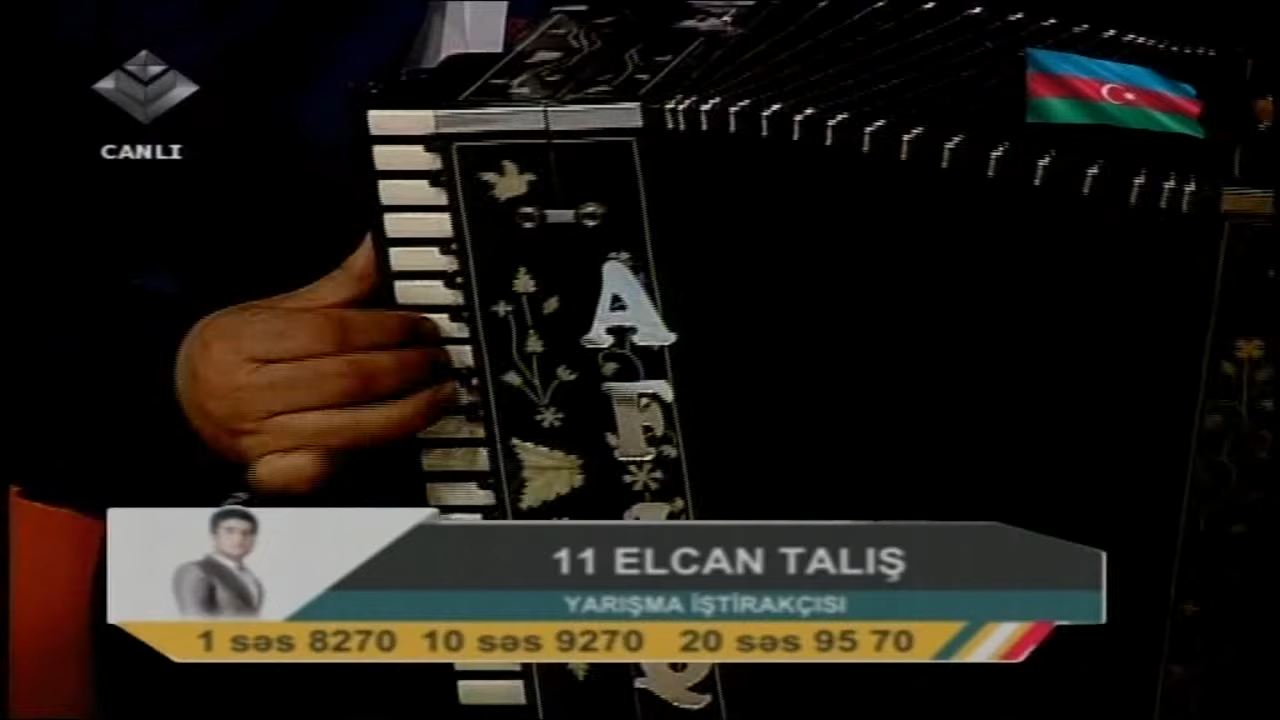 CANLI
A
F
Q
11 ELCAN TALIŞ
YARIŞMA İŞTİRAKÇISI
1 səs 8270 10 səs 9270 20 səs 95 70